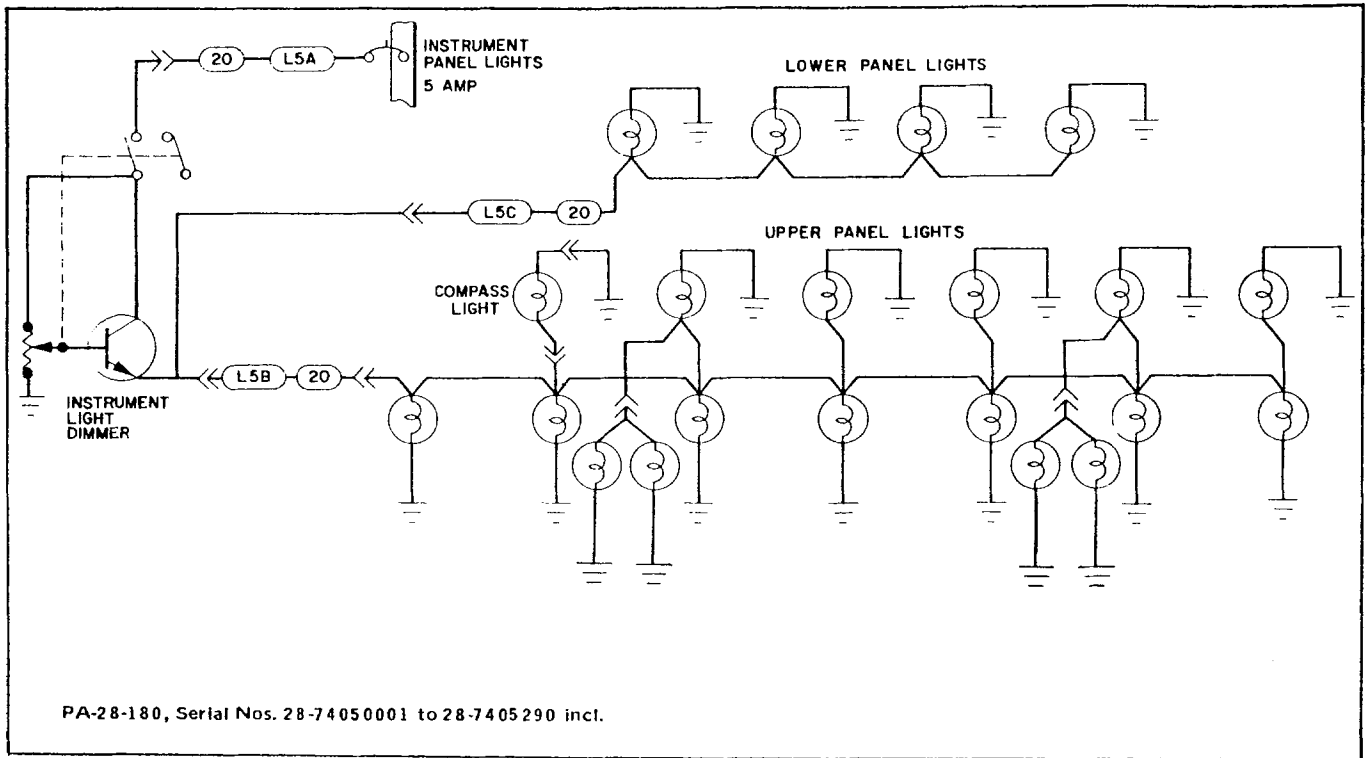 20
L5A
INSTRUMENT
PANEL LIGHTS
5 AMP
LOWER PANEL LIGHTS
L5C
20
UPPER PANEL LIGHTS
COMPASS
LIGHT
L5B
20
INSTRUMENT
LIGHT
DIMMER
PA-28-180, Serial Nos. 28-74050001 to 28-7405290 incl.